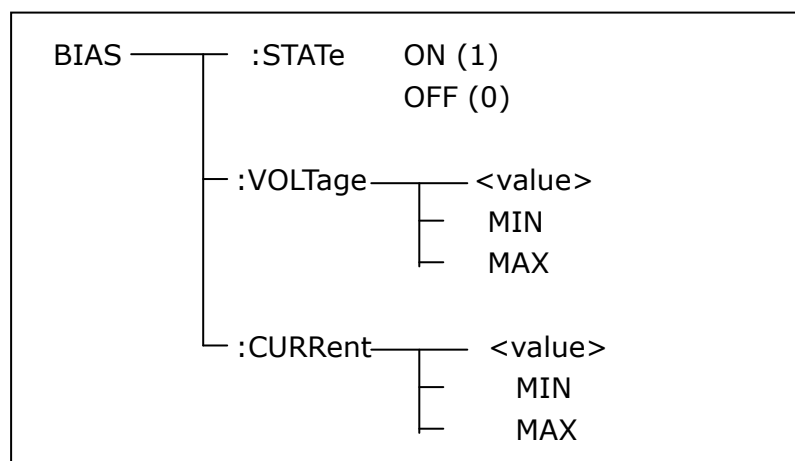 BIAS :STATe ON (1)
OFF (0)
:VOLTage <value>
MIN
MAX
:CURRent <value>
MIN
MAX